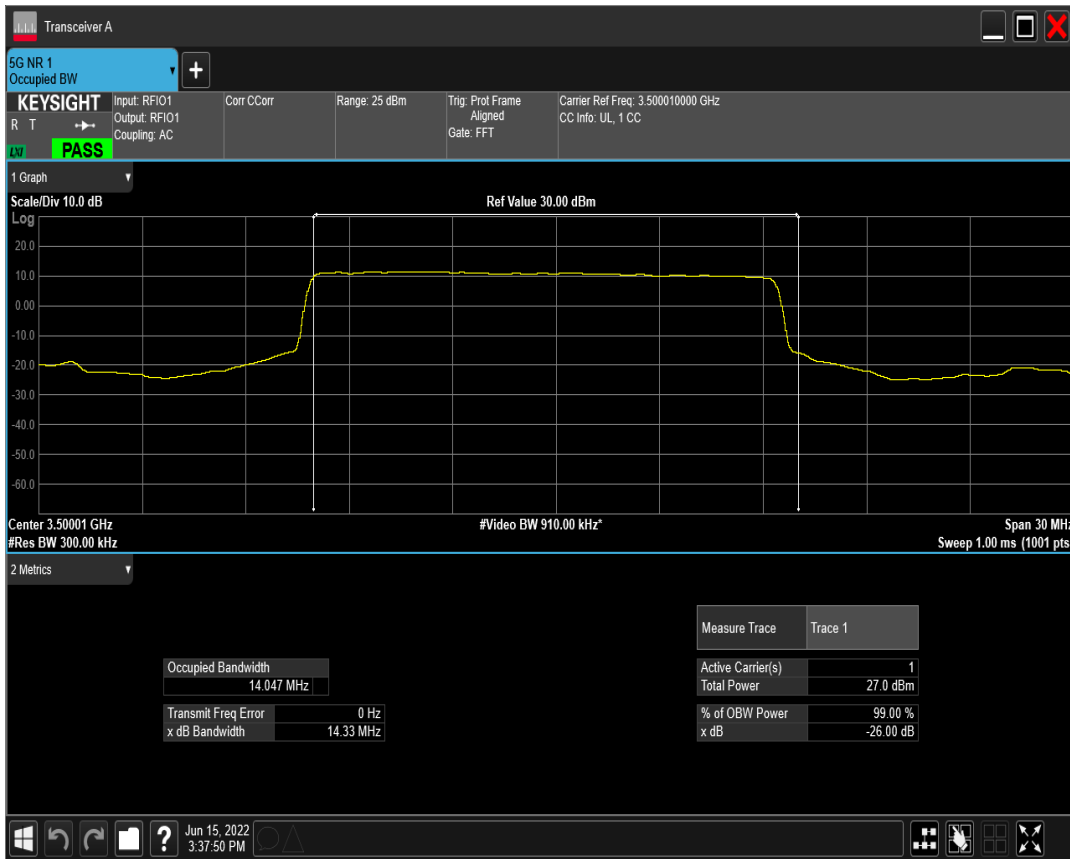 Transceiver A
5G NR 1
Occupied BW
+
KEYSIGHT
R T
LXI
PASS
Input: RFIO1
Output: RFIO1
Coupling: AC
Corr CCorr
Range: 25 dBm
Trig: Prot Frame
Aligned
Gate: FFT
Carrier Ref Freq: 3.500010000 GHz
CC Info: UL, 1 CC
1 Graph
Scale/Div 10.0 dB
Ref Value 30.00 dBm
Log
20.0
10.0
0.00
-10.0
-20.0
-30.0
-40.0
-50.0
-60.0
Center 3.50001 GHz
#Video BW 910.00 kHz*
Span 30 MHz
#Res BW 300.00 kHz
Sweep 1.00 ms (1001 pts
2 Metrics
Measure Trace Trace 1
Occupied Bandwidth
14.047 MHz
Active Carrier(s) 1
Total Power 27.0 dBm
Transmit Freq Error 0 Hz
x dB Bandwidth 14.33 MHz
% of OBW Power 99.00 %
x dB -26.00 dB
?
Jun 15, 2022
3:37:50 PM